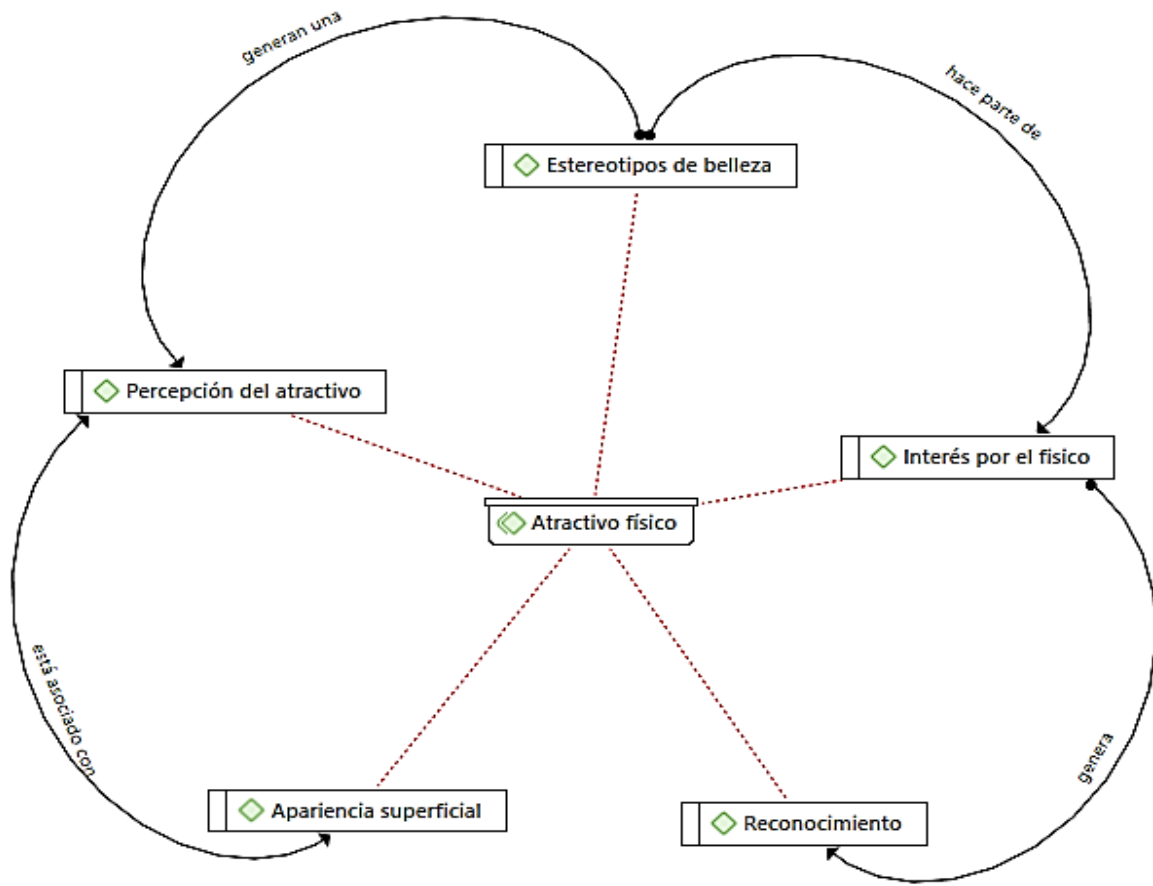 generan una
hace parte de
Estereotipos de belleza
Percepción del atractivo
Interés por el fisico
Atractivo físico
está asociado con
genera
Apariencia superficial
Reconocimiento